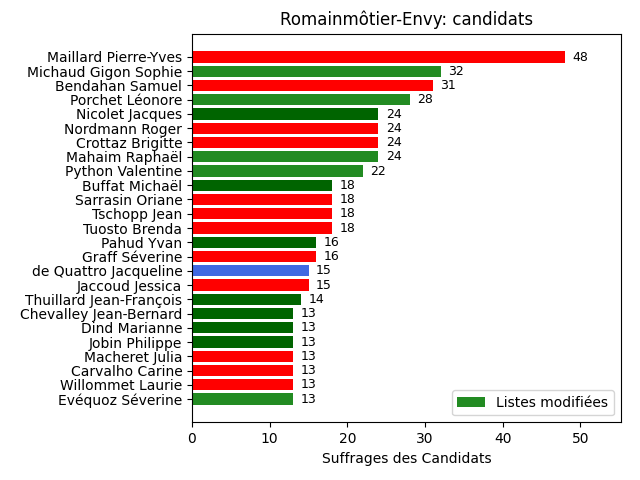 Romainmôtier-Envy: candidats
Maillard Pierre-Yves 48
Michaud Gigon Sophie 32
Bendahan Samuel 31
Porchet Léonore 28
Nicolet Jacques 24
Nordmann Roger 24
Crottaz Brigitte 24
Mahaim Raphaël 24
Python Valentine 22
Buffat Michaël 18
Sarrasin Oriane 18
Tschopp Jean 18
Tuosto Brenda 18
Pahud Yvan 16
Graff Séverine 16
de Quattro Jacqueline 15
Jaccoud Jessica 15
Thuillard Jean-François 14
Chevalley Jean-Bernard 13
Dind Marianne 13
Jobin Philippe 13
Macheret Julia 13
Carvalho Carine 13
Willommet Laurie 13
Evéquoz Séverine 13
Listes modifiées
0 10 20 30 40 50
Suffrages des Candidats